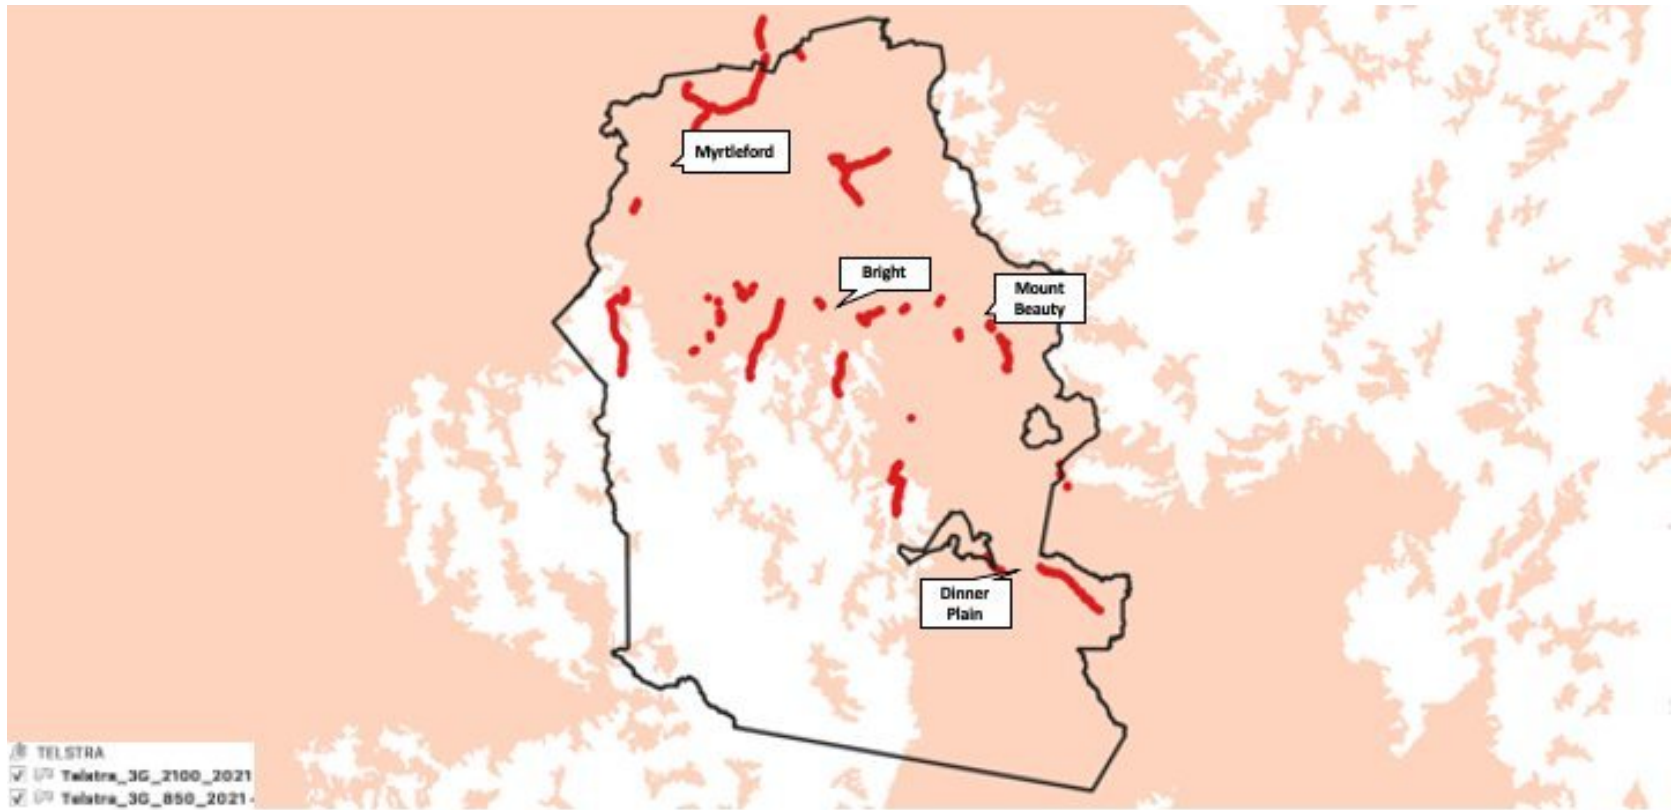 Myrtleford
Bright
Mount
Beauty
Dinner
Plain
TELSTRA
Telstra_3G_2100_2021
Telstra_3G_850_2021